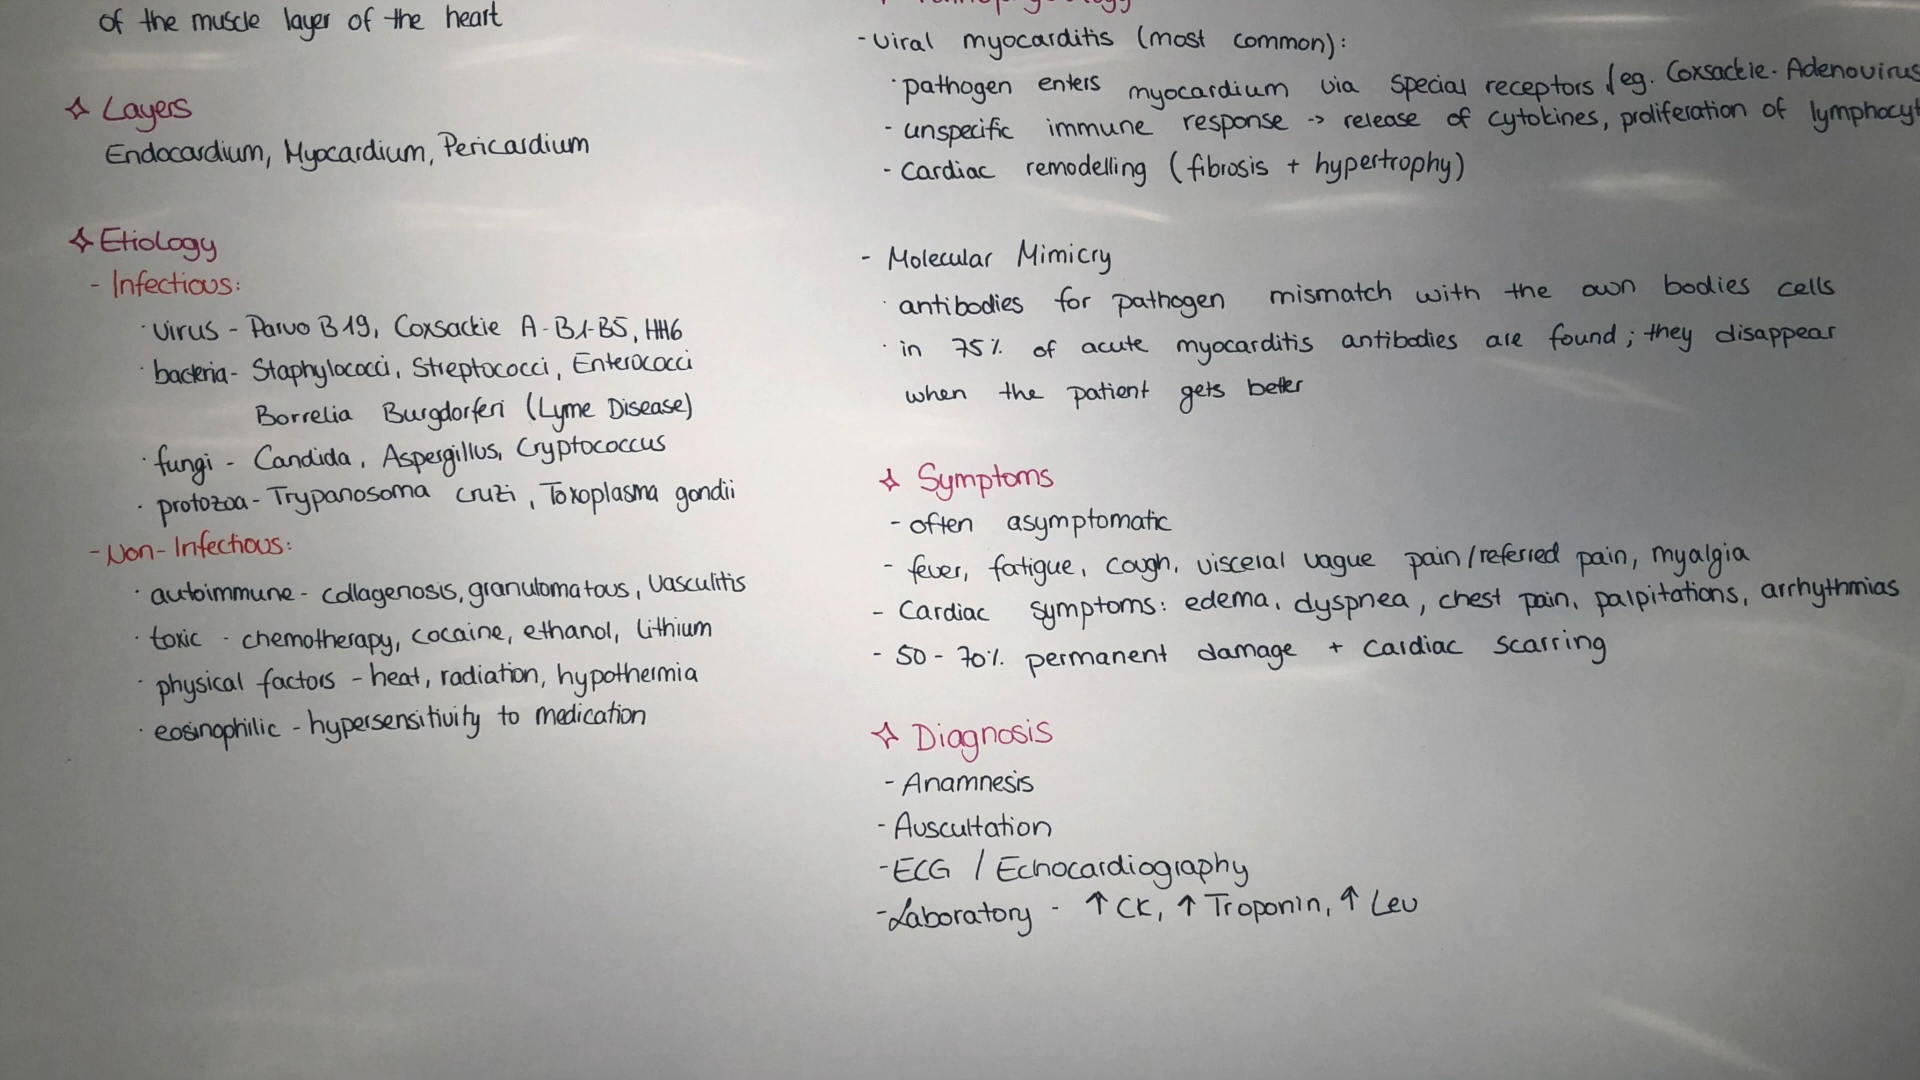 of the muscle layer of the heart
Layers
Endocardium, Myocardium, Pericardium
Etiology
- Infectious:
· virus - Parvo B19, Coxsackie A-B1-B5, HH6
· bacteria - Staphylococci, Streptococci, Enterococci
Borrelia Burgdorferi (Lyme Disease)
· fungi - Candida, Aspergillus, Cryptococcus
· protozoa - Trypanosoma cruzi, Toxoplasma gondii
- Non-Infectious:
· autoimmune - collagenosis, granulomatous, Vasculitis
· toxic - chemotherapy, cocaine, ethanol, Lithium
· physical factors - heat, radiation, hypothermia
· eosinophilic - hypersensitivity to medication
- Viral myocarditis (most common):
· pathogen enters myocardium via special receptors (eg. Coxsackie-Adenovirus
- unspecific immune response -> release of cytokines, proliferation of lymphocyt
- Cardiac remodelling (fibrosis + hypertrophy)
- Molecular Mimicry
· antibodies for pathogen mismatch with the own bodies cells
· in 75% of acute myocarditis antibodies are found; they disappear
when the patient gets better
Symptoms
- often asymptomatic
- fever, fatigue, cough, visceral vague pain/referred pain, myalgia
- Cardiac symptoms: edema, dyspnea, chest pain, palpitations, arrhythmias
- 50-70% permanent damage + cardiac scarring
Diagnosis
- Anamnesis
- Auscultation
- ECG / Echocardiography
- Laboratory - ↑ CK, ↑ Troponin, ↑ Leu